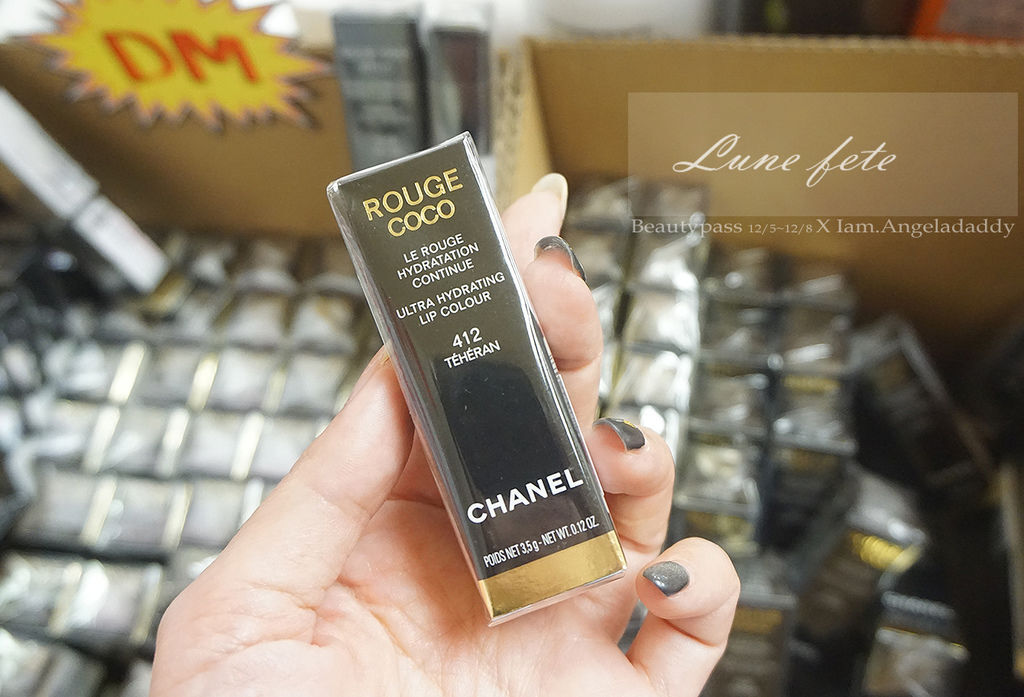 DM
Lune fete
Beautypass 12/5~12/8 X Iam.Angeladaddy
ROUGE
COCO
LE ROUGE
HYDRATATION
CONTINUE
ULTRA HYDRATING
LIP COLOUR
412
TÉHÉRAN
CHANEL
POIDS NET 3,5 g - NET WT. 0.12 OZ.
CHANEL